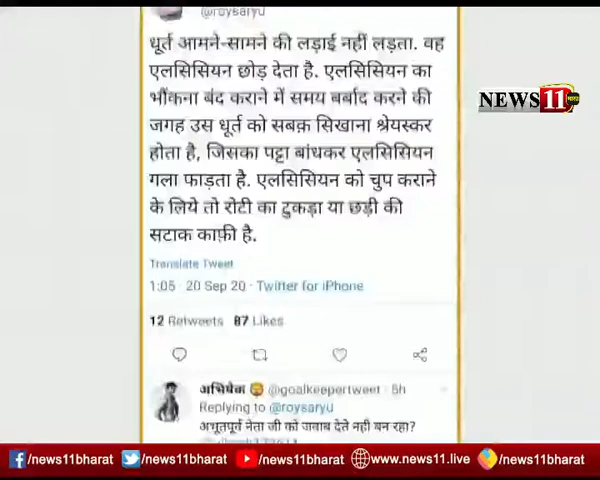 @roysaryu
धूर्त आमने-सामने की लड़ाई नहीं लड़ता. वह
एलसिसियन छोड़ देता है. एलसिसियन का
भौंकना बंद कराने में समय बर्बाद करने की
जगह उस धूर्त को सबक़ सिखाना श्रेयस्कर
होता है, जिसका पट्टा बांधकर एलसिसियन
गला फाड़ता है. एलसिसियन को चुप कराने
के लिये तो रोटी का टुकड़ा या छड़ी की
सटाक काफ़ी है.
Translate Tweet
1:05 · 20 Sep 20 · Twitter for iPhone
12 Retweets 87 Likes
अभिषेक @goalkeepertweet · 5h
Replying to @roysaryu
अभूतपूर्व नेता जी को जवाब देते नही बन रहा?
NEWS 11 भारत
/news11bharat /news11bharat /news11bharat www.news11.live @news11bharat